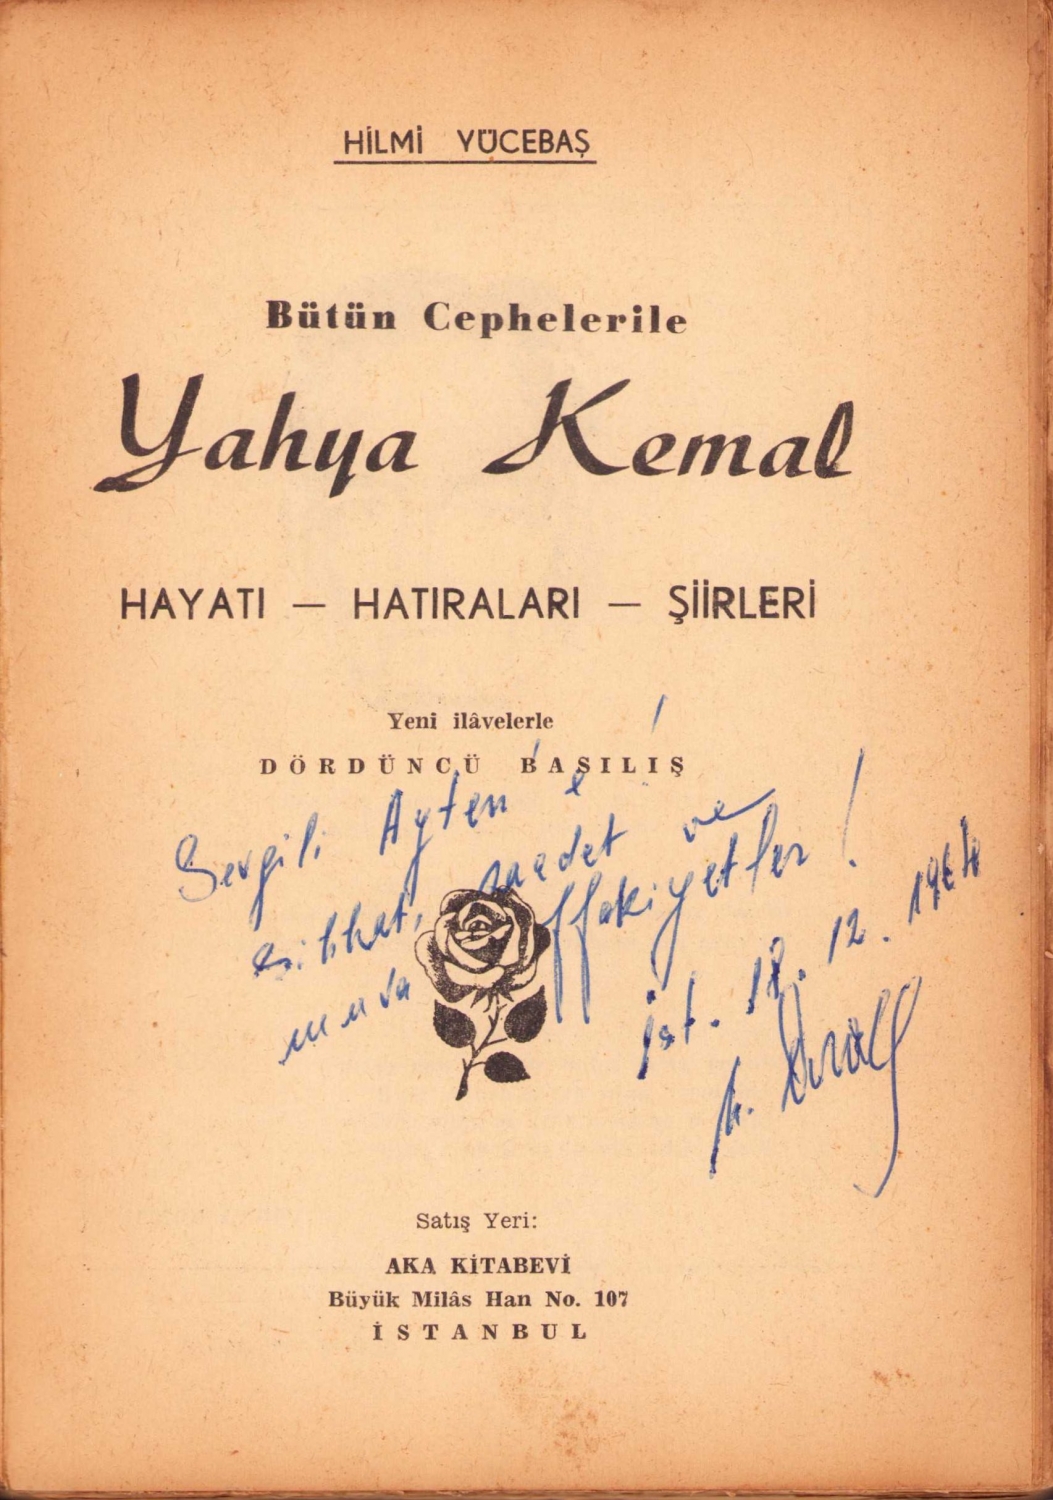 HİLMİ YÜCEBAŞ
Bütün Cephelerile
Yahya Kemal
HAYATI — HATIRALARI — ŞİİRLERİ
Yeni ilâvelerle
DÖRDÜNCÜ BASILIŞ
Sevgili Ayten'e
sıhhat, saadet ve
muvaffakiyetler!
İst. 18.12.1964
Satış Yeri:
AKA KİTABEVİ
Büyük Milâs Han No. 107
İSTANBUL